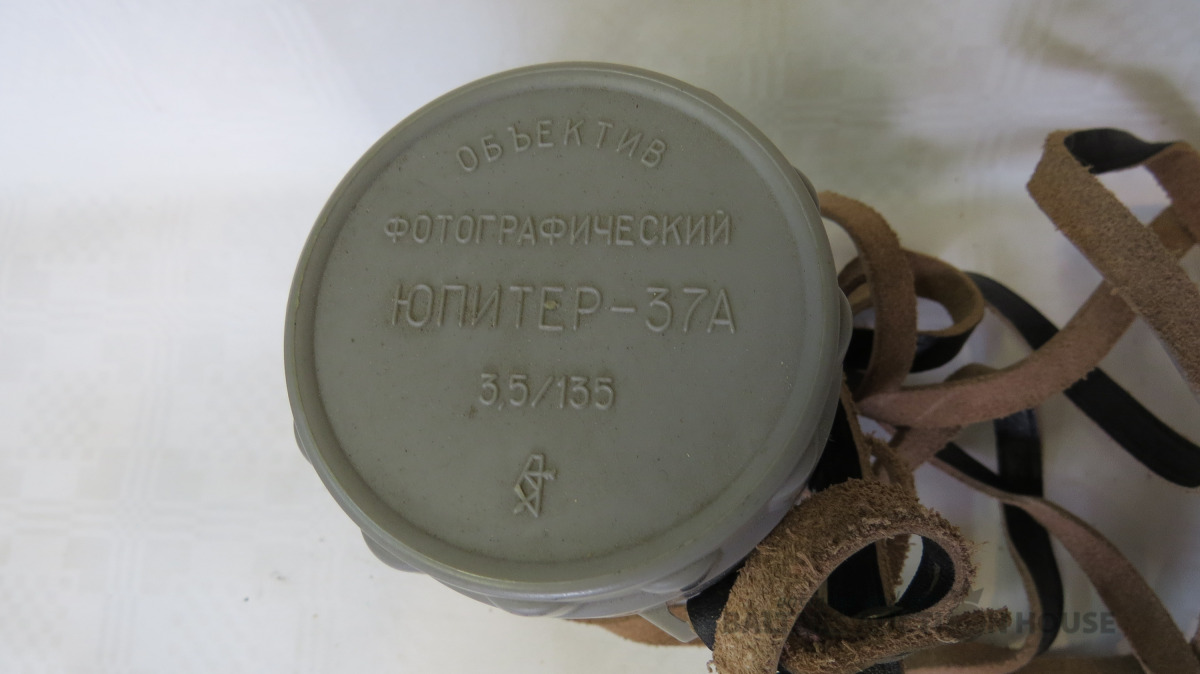 ОБЪЕКТИВ
ФОТОГРАФИЧЕСКИЙ
ЮПИТЕР-37А
3,5/135